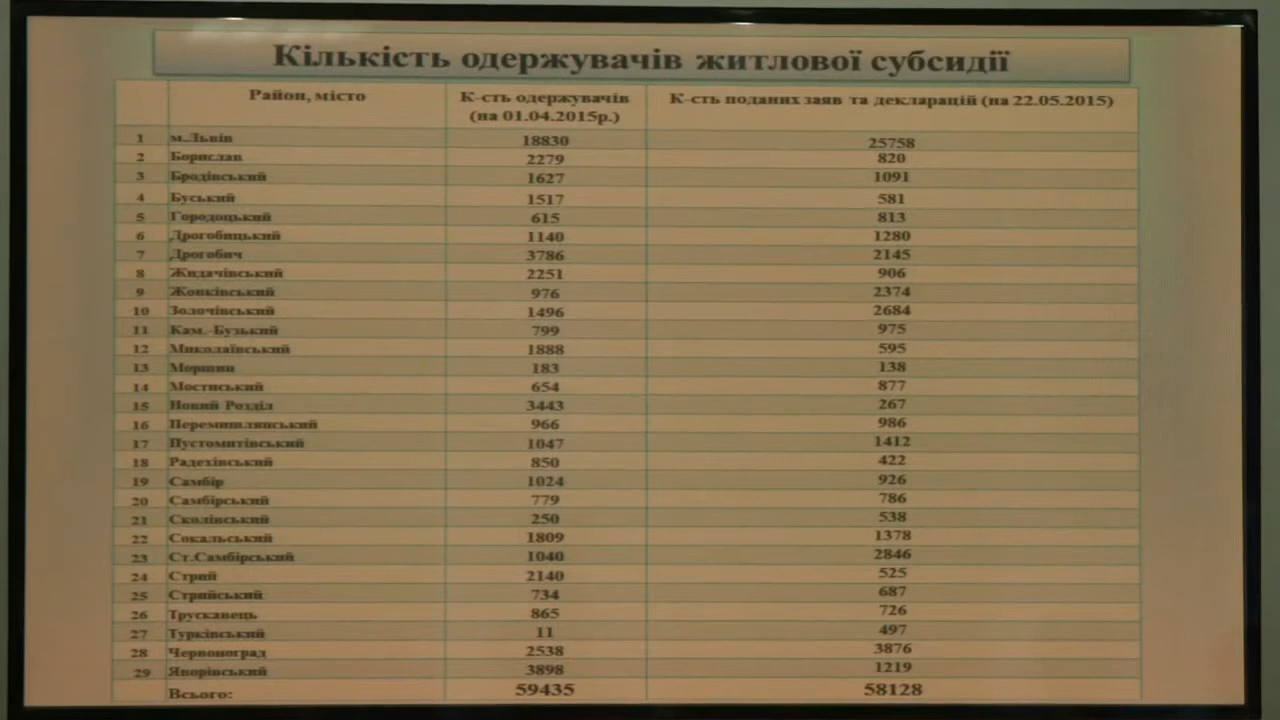 Кількість одержувачів житлової субсидії
Район, місто К-сть одержувачів (на 01.04.2015р.) К-сть поданих заяв та декларацій (на 22.05.2015)
1 м.Львів 18830 25758
2 Борислав 2279 820
3 Бродівський 1627 1091
4 Буський 1517 581
5 Городоцький 615 813
6 Дрогобицький 1140 1280
7 Дрогобич 3786 2145
8 Жидачівський 2251 906
9 Жовківський 976 2374
10 Золочівський 1496 2684
11 Кам.-Бузький 799 975
12 Миколаївський 1888 595
13 Моршин 183 138
14 Мостиський 654 877
15 Новий Розділ 3443 267
16 Перемишлянський 966 986
17 Пустомитівський 1047 1412
18 Радехівський 850 422
19 Самбір 1024 926
20 Самбірський 779 786
21 Сколівський 250 538
22 Сокальський 1809 1378
23 Ст.Самбірський 1040 2846
24 Стрий 2140 525
25 Стрийський 734 687
26 Трускавець 865 726
27 Турківський 11 497
28 Червоноград 2538 3876
29 Яворівський 3898 1219
Всього: 59435 58128